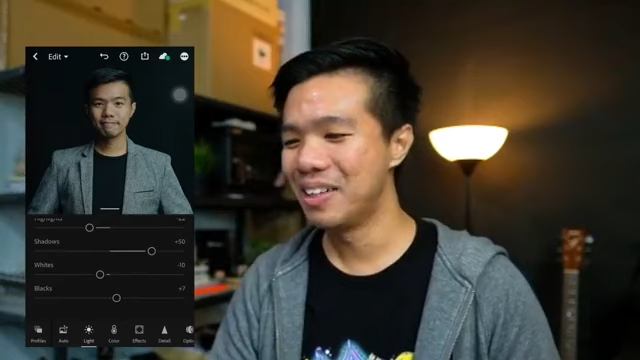 Edit
Shadows +50
Whites -10
Blacks +7
Profiles Auto Light Color Effects Detail